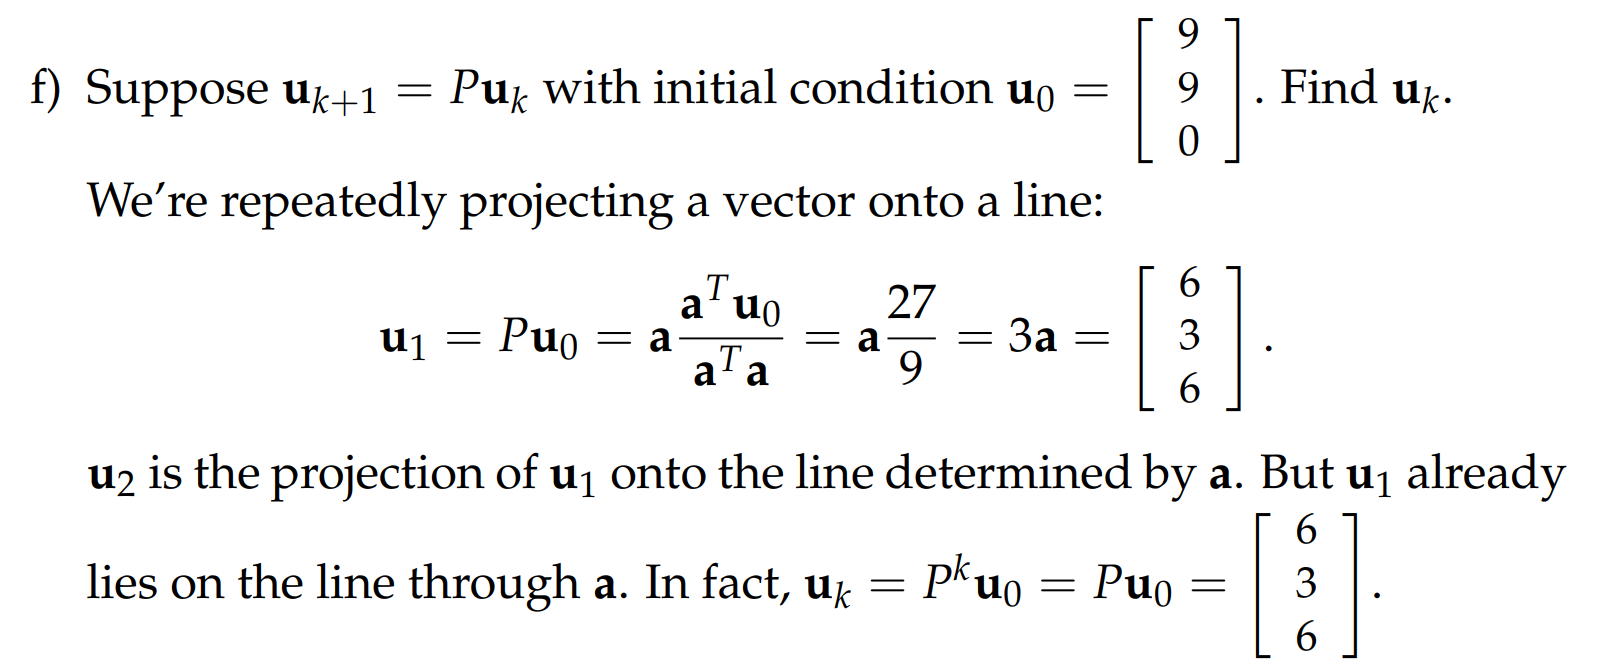 f) Suppose $\mathbf{u}_{k+1} = P\mathbf{u}_k$ with initial condition $\mathbf{u}_0 = \begin{bmatrix} 9 \\ 9 \\ 0 \end{bmatrix}$. Find $\mathbf{u}_k$.
We’re repeatedly projecting a vector onto a line:
$\mathbf{u}_1 = P\mathbf{u}_0 = \mathbf{a}\frac{\mathbf{a}^T\mathbf{u}_0}{\mathbf{a}^T\mathbf{a}} = \mathbf{a}\frac{27}{9} = 3\mathbf{a} = \begin{bmatrix} 6 \\ 3 \\ 6 \end{bmatrix}$.
$\mathbf{u}_2$ is the projection of $\mathbf{u}_1$ onto the line determined by $\mathbf{a}$. But $\mathbf{u}_1$ already
lies on the line through $\mathbf{a}$. In fact, $\mathbf{u}_k = P^k\mathbf{u}_0 = P\mathbf{u}_0 = \begin{bmatrix} 6 \\ 3 \\ 6 \end{bmatrix}$.